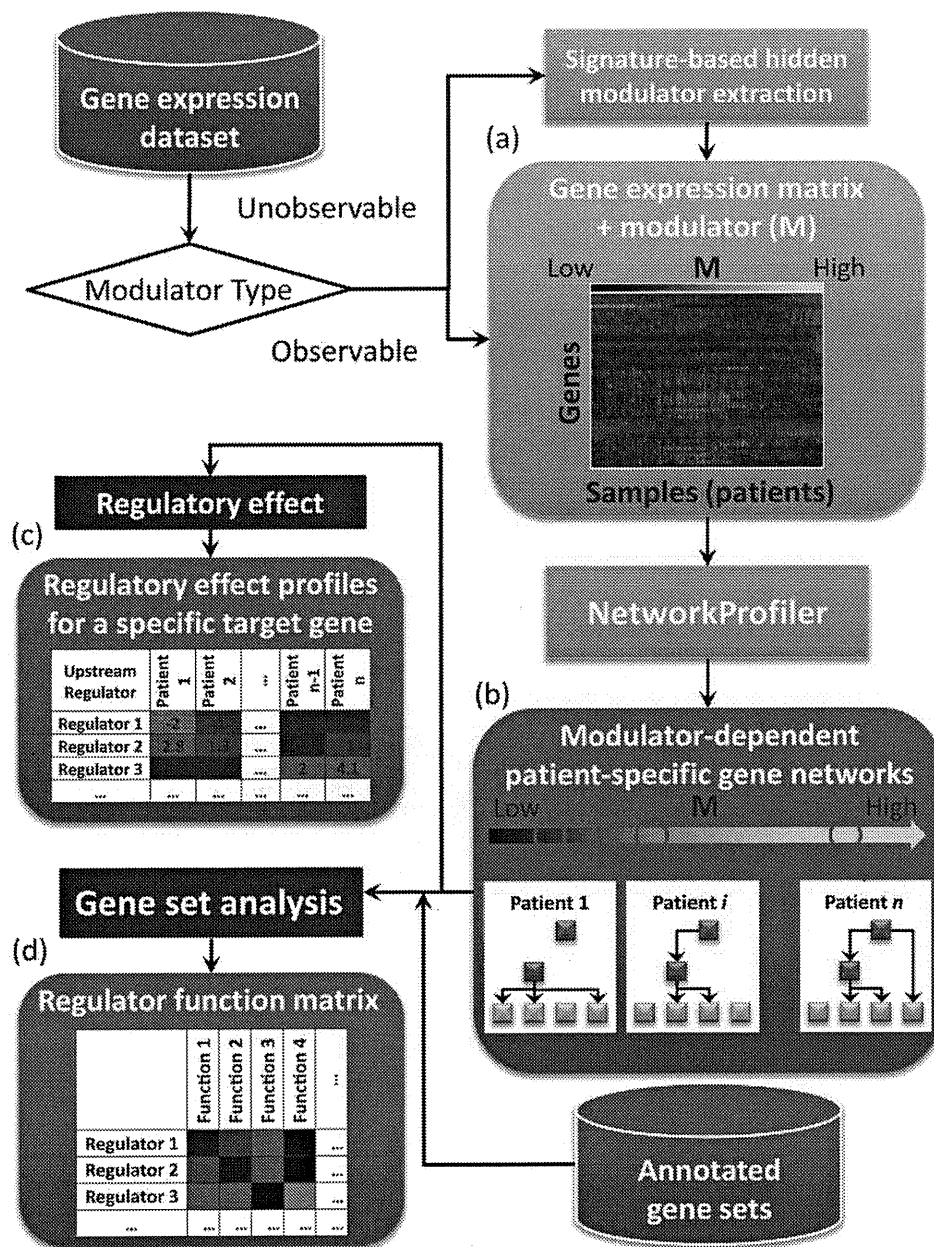 Gene expression
dataset
Unobservable
Modulator Type
Observable
Signature-based hidden
modulator extraction
(a)
Gene expression matrix
+ modulator (M)
Low M High
Genes
Samples (patients)
NetworkProfiler
(b)
Modulator-dependent
patient-specific gene networks
Low M High
Patient 1
Patient i
Patient n
Annotated
gene sets
Regulatory effect
(c)
Regulatory effect profiles
for a specific target gene
Upstream
Regulator
Patient
1
Patient
2
...
Patient
n-1
Patient
n
Regulator 1 -2 ...
Regulator 2 ...
Regulator 3 ... 2 4.1
... ... ... ... ... ...
Gene set analysis
(d)
Regulator function matrix
Function 1
Function 2
Function 3
Function 4
...
Regulator 1 ...
Regulator 2 ...
Regulator 3 ...
... ... ... ... ... ...